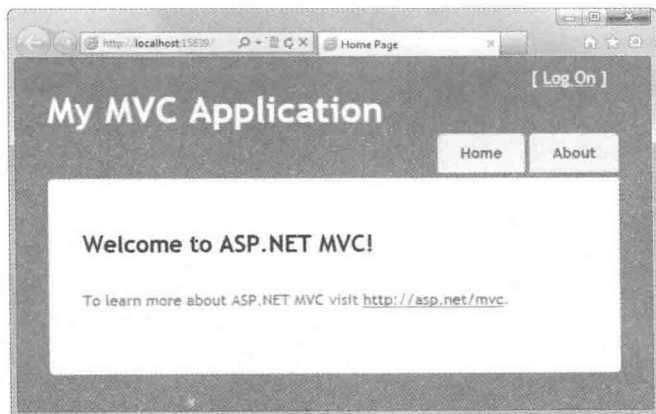 http://localhost:15839/
Home Page
[ Log On ]
My MVC Application
Home
About
Welcome to ASP.NET MVC!
To learn more about ASP.NET MVC visit http://asp.net/mvc.